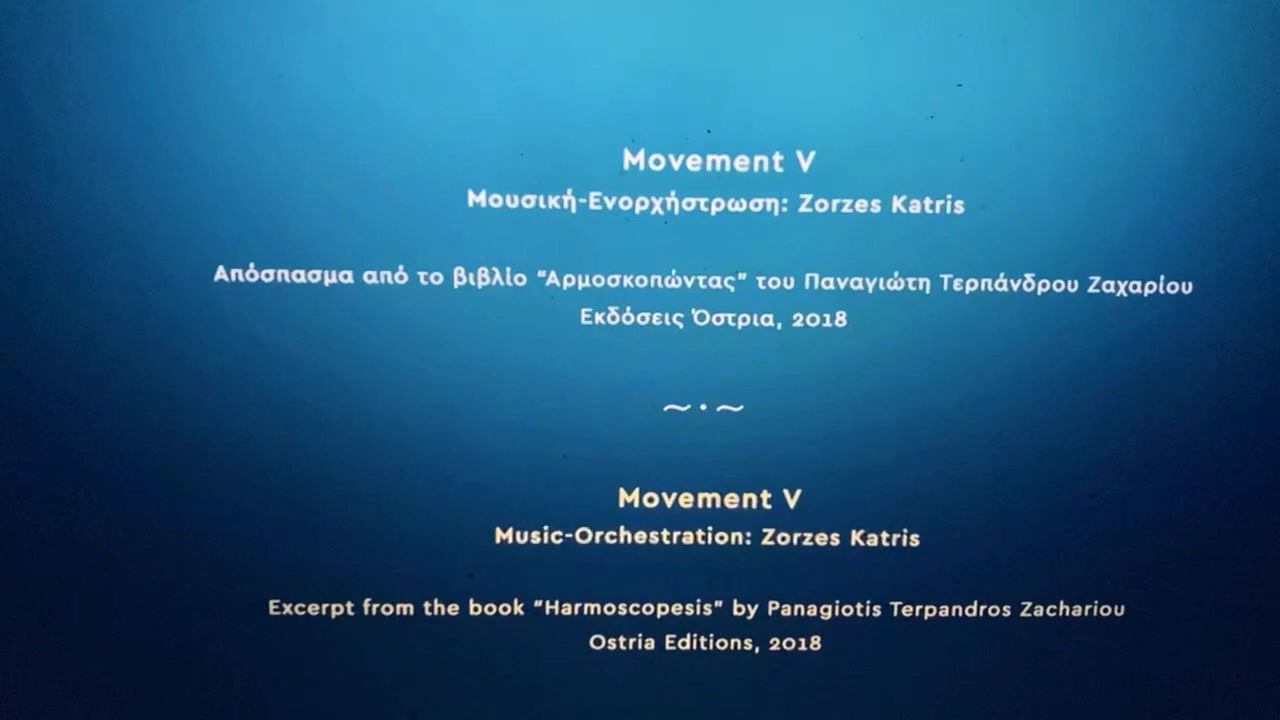 Movement V
Μουσική-Ενορχήστρωση: Zorzes Katris
Απόσπασμα από το βιβλίο “Αρμοσκοπώντας” του Παναγιώτη Τερπάνδρου Ζαχαρίου
Εκδόσεις Όστρια, 2018
~·~
Movement V
Music-Orchestration: Zorzes Katris
Excerpt from the book “Harmoscopesis” by Panagiotis Terpandros Zachariou
Ostria Editions, 2018